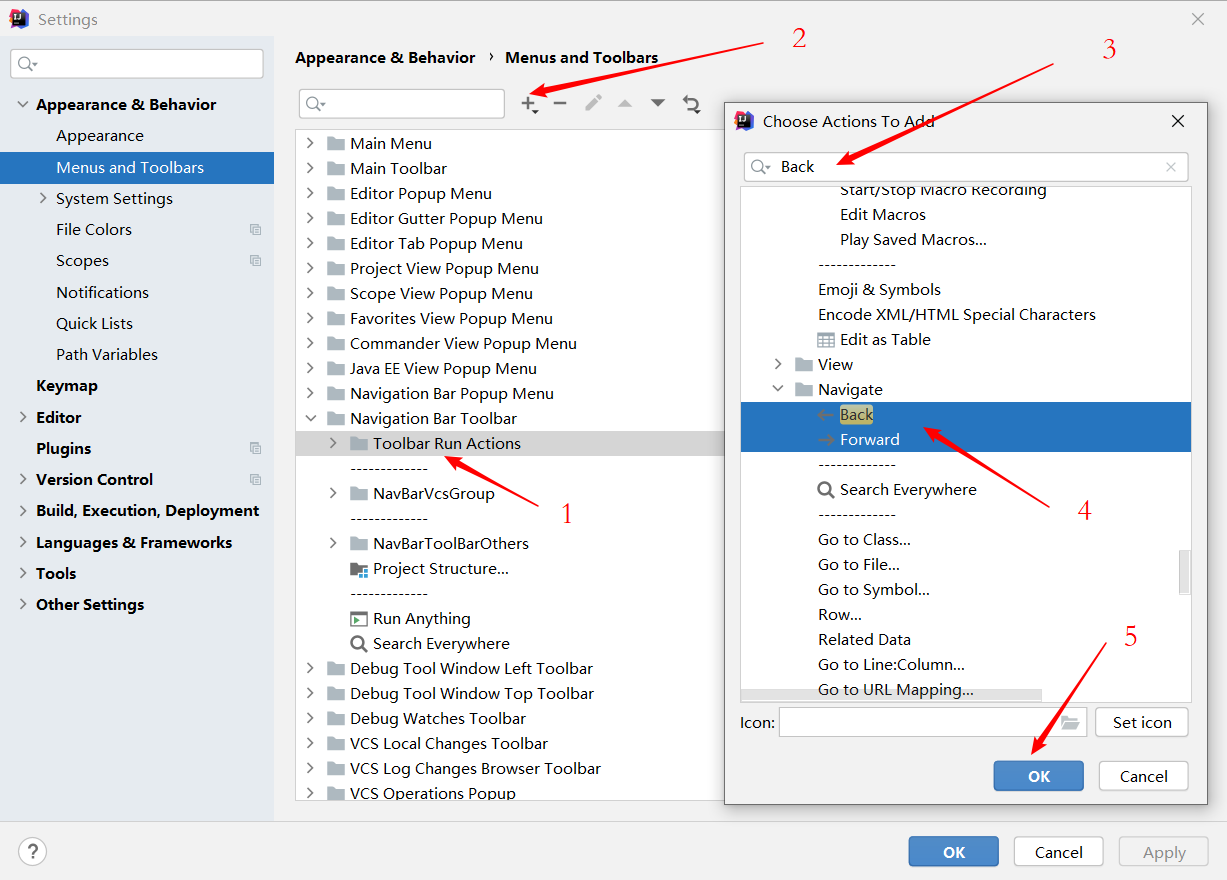 Settings
Appearance & Behavior
Appearance
Menus and Toolbars
System Settings
File Colors
Scopes
Notifications
Quick Lists
Path Variables
Keymap
Editor
Plugins
Version Control
Build, Execution, Deployment
Languages & Frameworks
Tools
Other Settings
Appearance & Behavior › Menus and Toolbars
2
3
Main Menu
Main Toolbar
Editor Popup Menu
Editor Gutter Popup Menu
Editor Tab Popup Menu
Project View Popup Menu
Scope View Popup Menu
Favorites View Popup Menu
Commander View Popup Menu
Java EE View Popup Menu
Navigation Bar Popup Menu
Navigation Bar Toolbar
Toolbar Run Actions
-------------
NavBarVcsGroup
1
-------------
NavBarToolBarOthers
Project Structure...
-------------
Run Anything
Search Everywhere
Debug Tool Window Left Toolbar
Debug Tool Window Top Toolbar
Debug Watches Toolbar
VCS Local Changes Toolbar
VCS Log Changes Browser Toolbar
VCS Operations Popup
Choose Actions To Add
Back
Start/Stop Macro Recording
Edit Macros
Play Saved Macros...
-------------
Emoji & Symbols
Encode XML/HTML Special Characters
Edit as Table
View
Navigate
Back
Forward
-------------
Search Everywhere
4
-------------
Go to Class...
Go to File...
Go to Symbol...
Row...
Related Data
5
Go to Line:Column...
Go to URL Mapping...
Icon:
Set icon
OK
Cancel
?
OK
Cancel
Apply